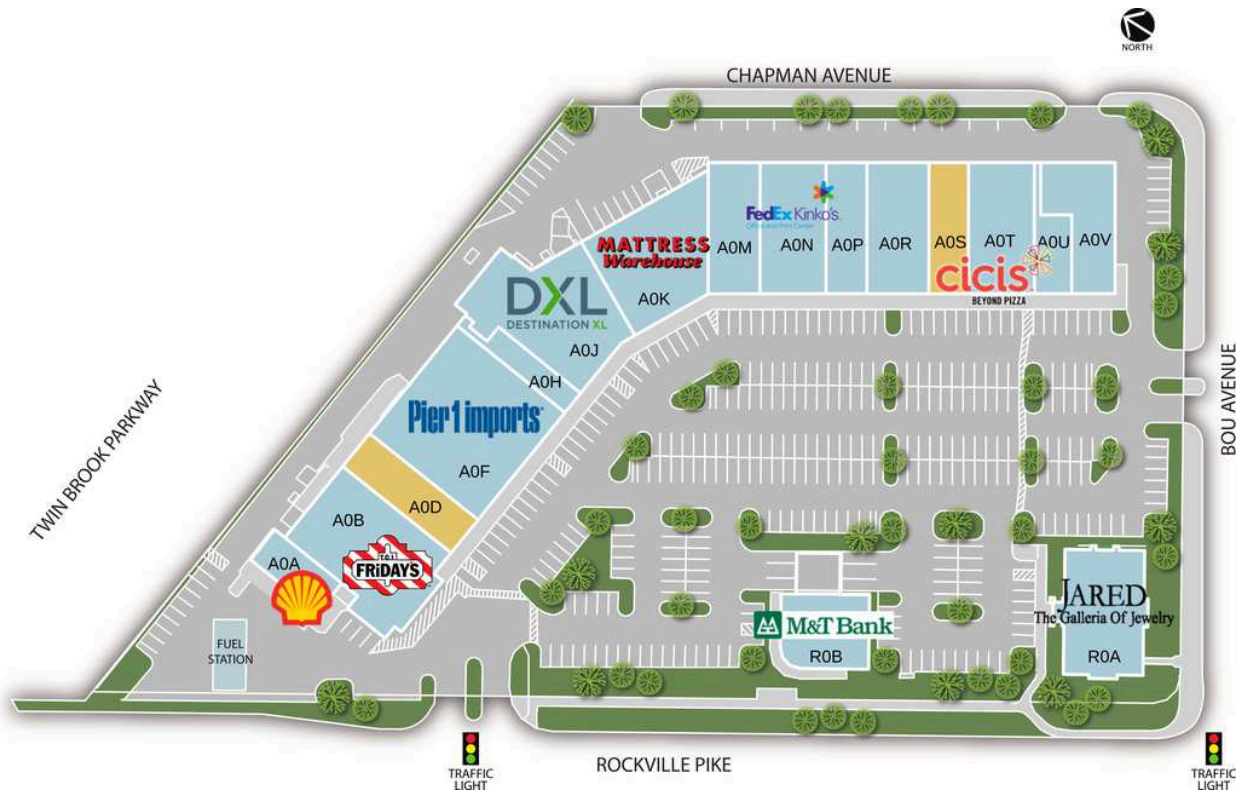 NORTH
CHAPMAN AVENUE
FedEx Kinko's.
MATTRESS
Warehouse
A0M
A0N
A0P
A0R
A0S
A0T
A0U
A0V
cicis
BEYOND PIZZA
A0K
DXL
DESTINATION XL
A0J
A0H
Pier 1 imports
A0F
A0D
A0B
A0A
T.G.I.
FRiDAYS
FUEL
STATION
TWIN BROOK PARKWAY
BOU AVENUE
JARED
The Galleria Of Jewelry
R0A
M&T Bank
R0B
ROCKVILLE PIKE
TRAFFIC
LIGHT
TRAFFIC
LIGHT